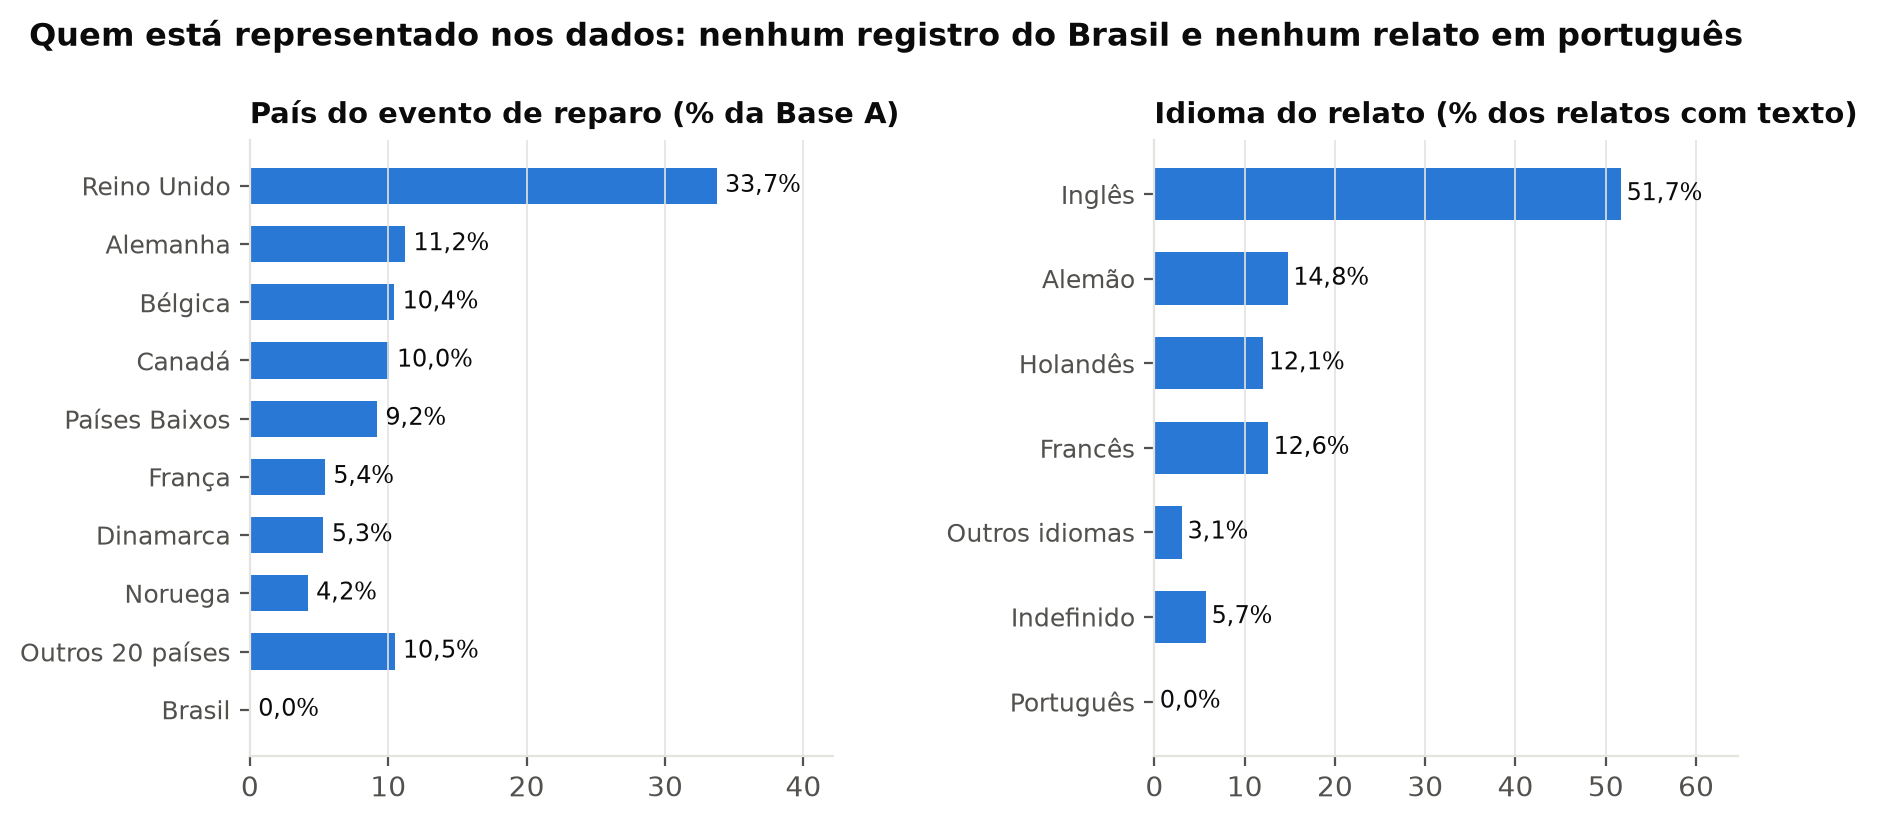 Quem está representado nos dados: nenhum registro do Brasil e nenhum relato em português
País do evento de reparo (% da Base A)
Reino Unido 33,7%
Alemanha 11,2%
Bélgica 10,4%
Canadá 10,0%
Países Baixos 9,2%
França 5,4%
Dinamarca 5,3%
Noruega 4,2%
Outros 20 países 10,5%
Brasil 0,0%
0 10 20 30 40
Idioma do relato (% dos relatos com texto)
Inglês 51,7%
Alemão 14,8%
Holandês 12,1%
Francês 12,6%
Outros idiomas 3,1%
Indefinido 5,7%
Português 0,0%
0 10 20 30 40 50 60